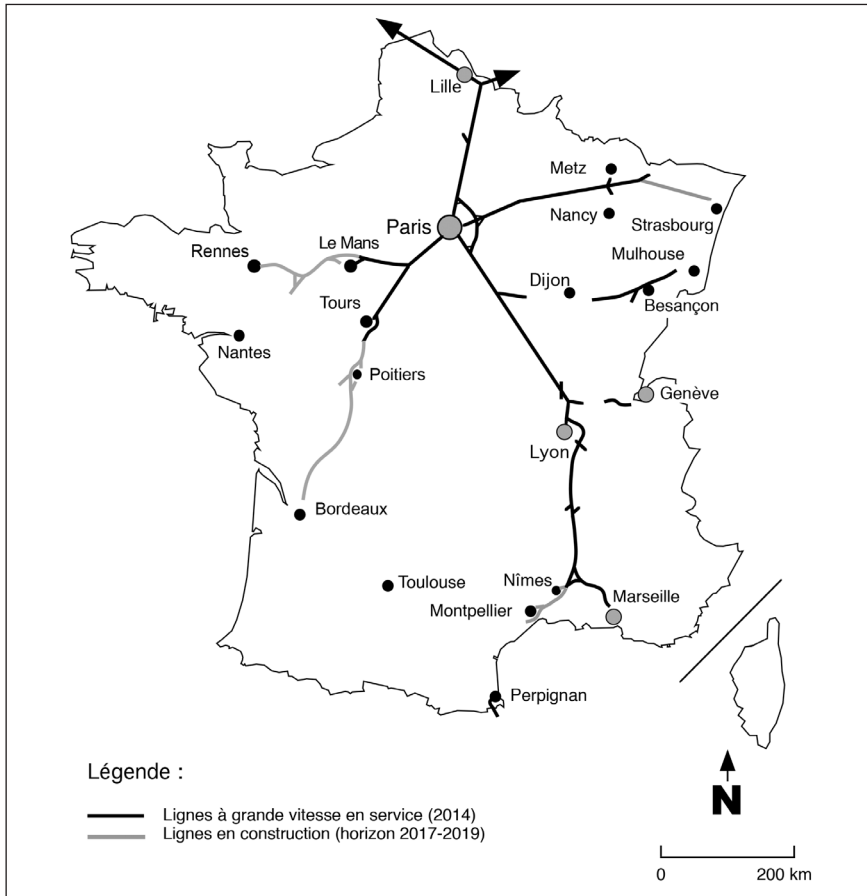 Lille
Metz
Paris
Nancy
Strasbourg
Rennes
Le Mans
Mulhouse
Dijon
Tours
Besançon
Nantes
Poitiers
Genève
Lyon
Bordeaux
Toulouse
Nîmes
Marseille
Montpellier
Perpignan
Légende :
Lignes à grande vitesse en service (2014)
Lignes en construction (horizon 2017-2019)
N
0 200 km